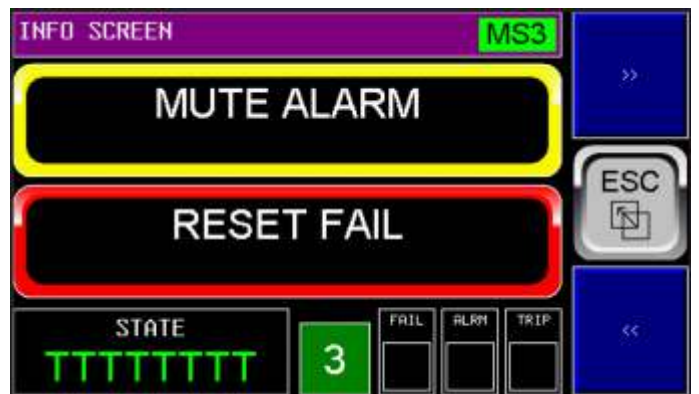 INFO SCREEN MS3
>>
MUTE ALARM
ESC
RESET FAIL
STATE
TTTTTTTT
3
FAIL ALRM TRIP
<<